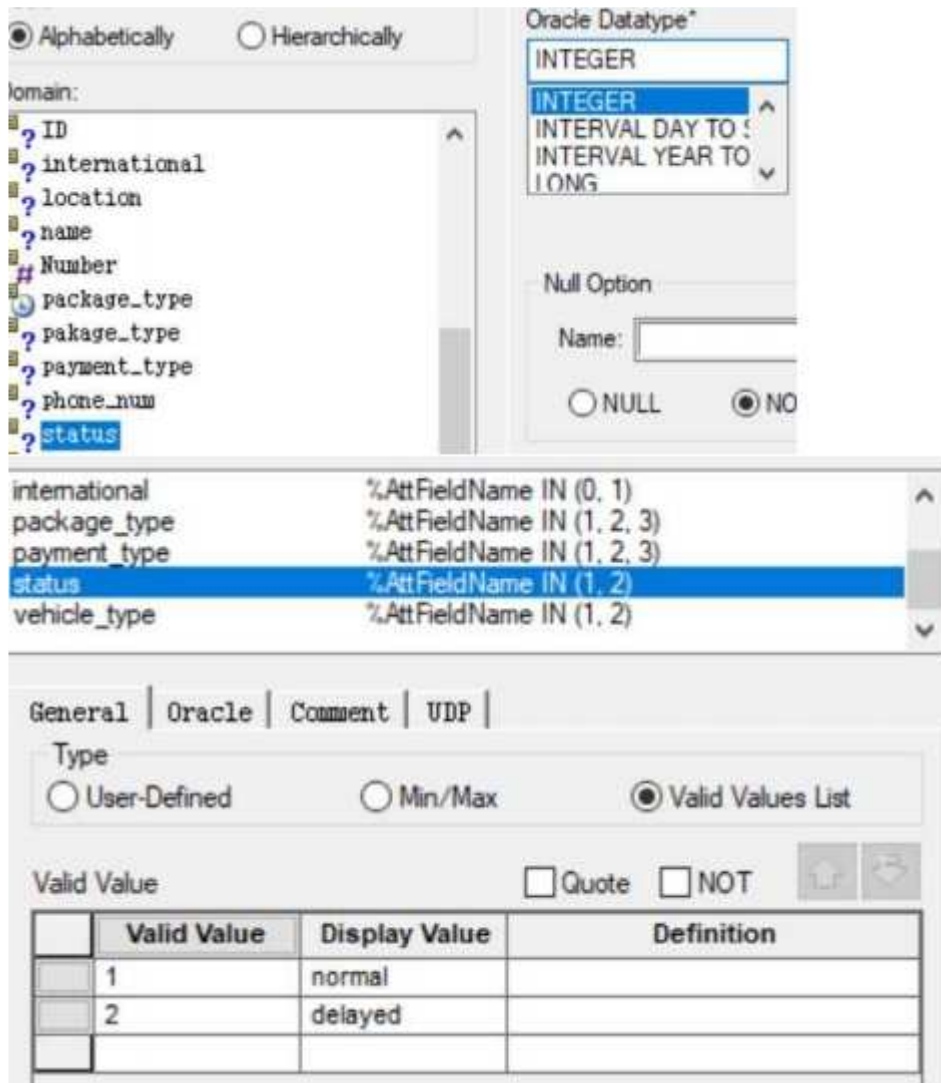 Alphabetically Hierarchically
Domain:
ID
international
location
name
Number
package_type
pakage_type
payment_type
phone_num
status
Oracle Datatype*
INTEGER
INTEGER
INTERVAL DAY TO
INTERVAL YEAR TO
LONG
Null Option
Name:
NULL NO
international %AttFieldName IN (0, 1)
package_type %AttFieldName IN (1, 2, 3)
payment_type %AttFieldName IN (1, 2, 3)
status %AttFieldName IN (1, 2)
vehicle_type %AttFieldName IN (1, 2)
General Oracle Comment UDP
Type
User-Defined Min/Max Valid Values List
Valid Value Quote NOT
Valid Value Display Value Definition
1 normal
2 delayed